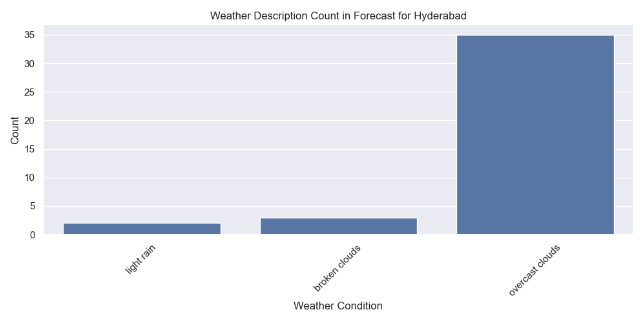 Weather Description Count in Forecast for Hyderabad
35
30
25
20
15
10
5
0
Count
light rain
broken clouds
overcast clouds
Weather Condition